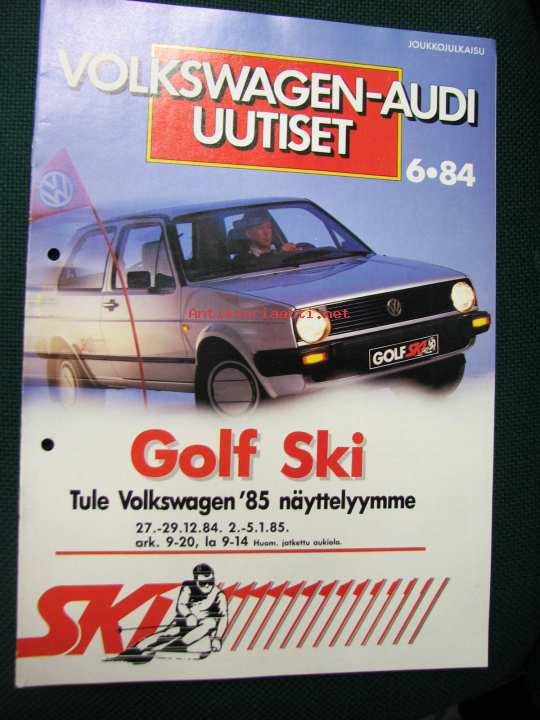 JOUKKOJULKAISU
VOLKSWAGEN-AUDI
UUTISET
6•84
Antikvariaatti.net
GOLF SKI
Golf Ski
Tule Volkswagen '85 näyttelyymme
27.-29.12.84. 2.-5.1.85.
ark. 9-20, la 9-14 Huom. jatkettu aukiolo.
SKI